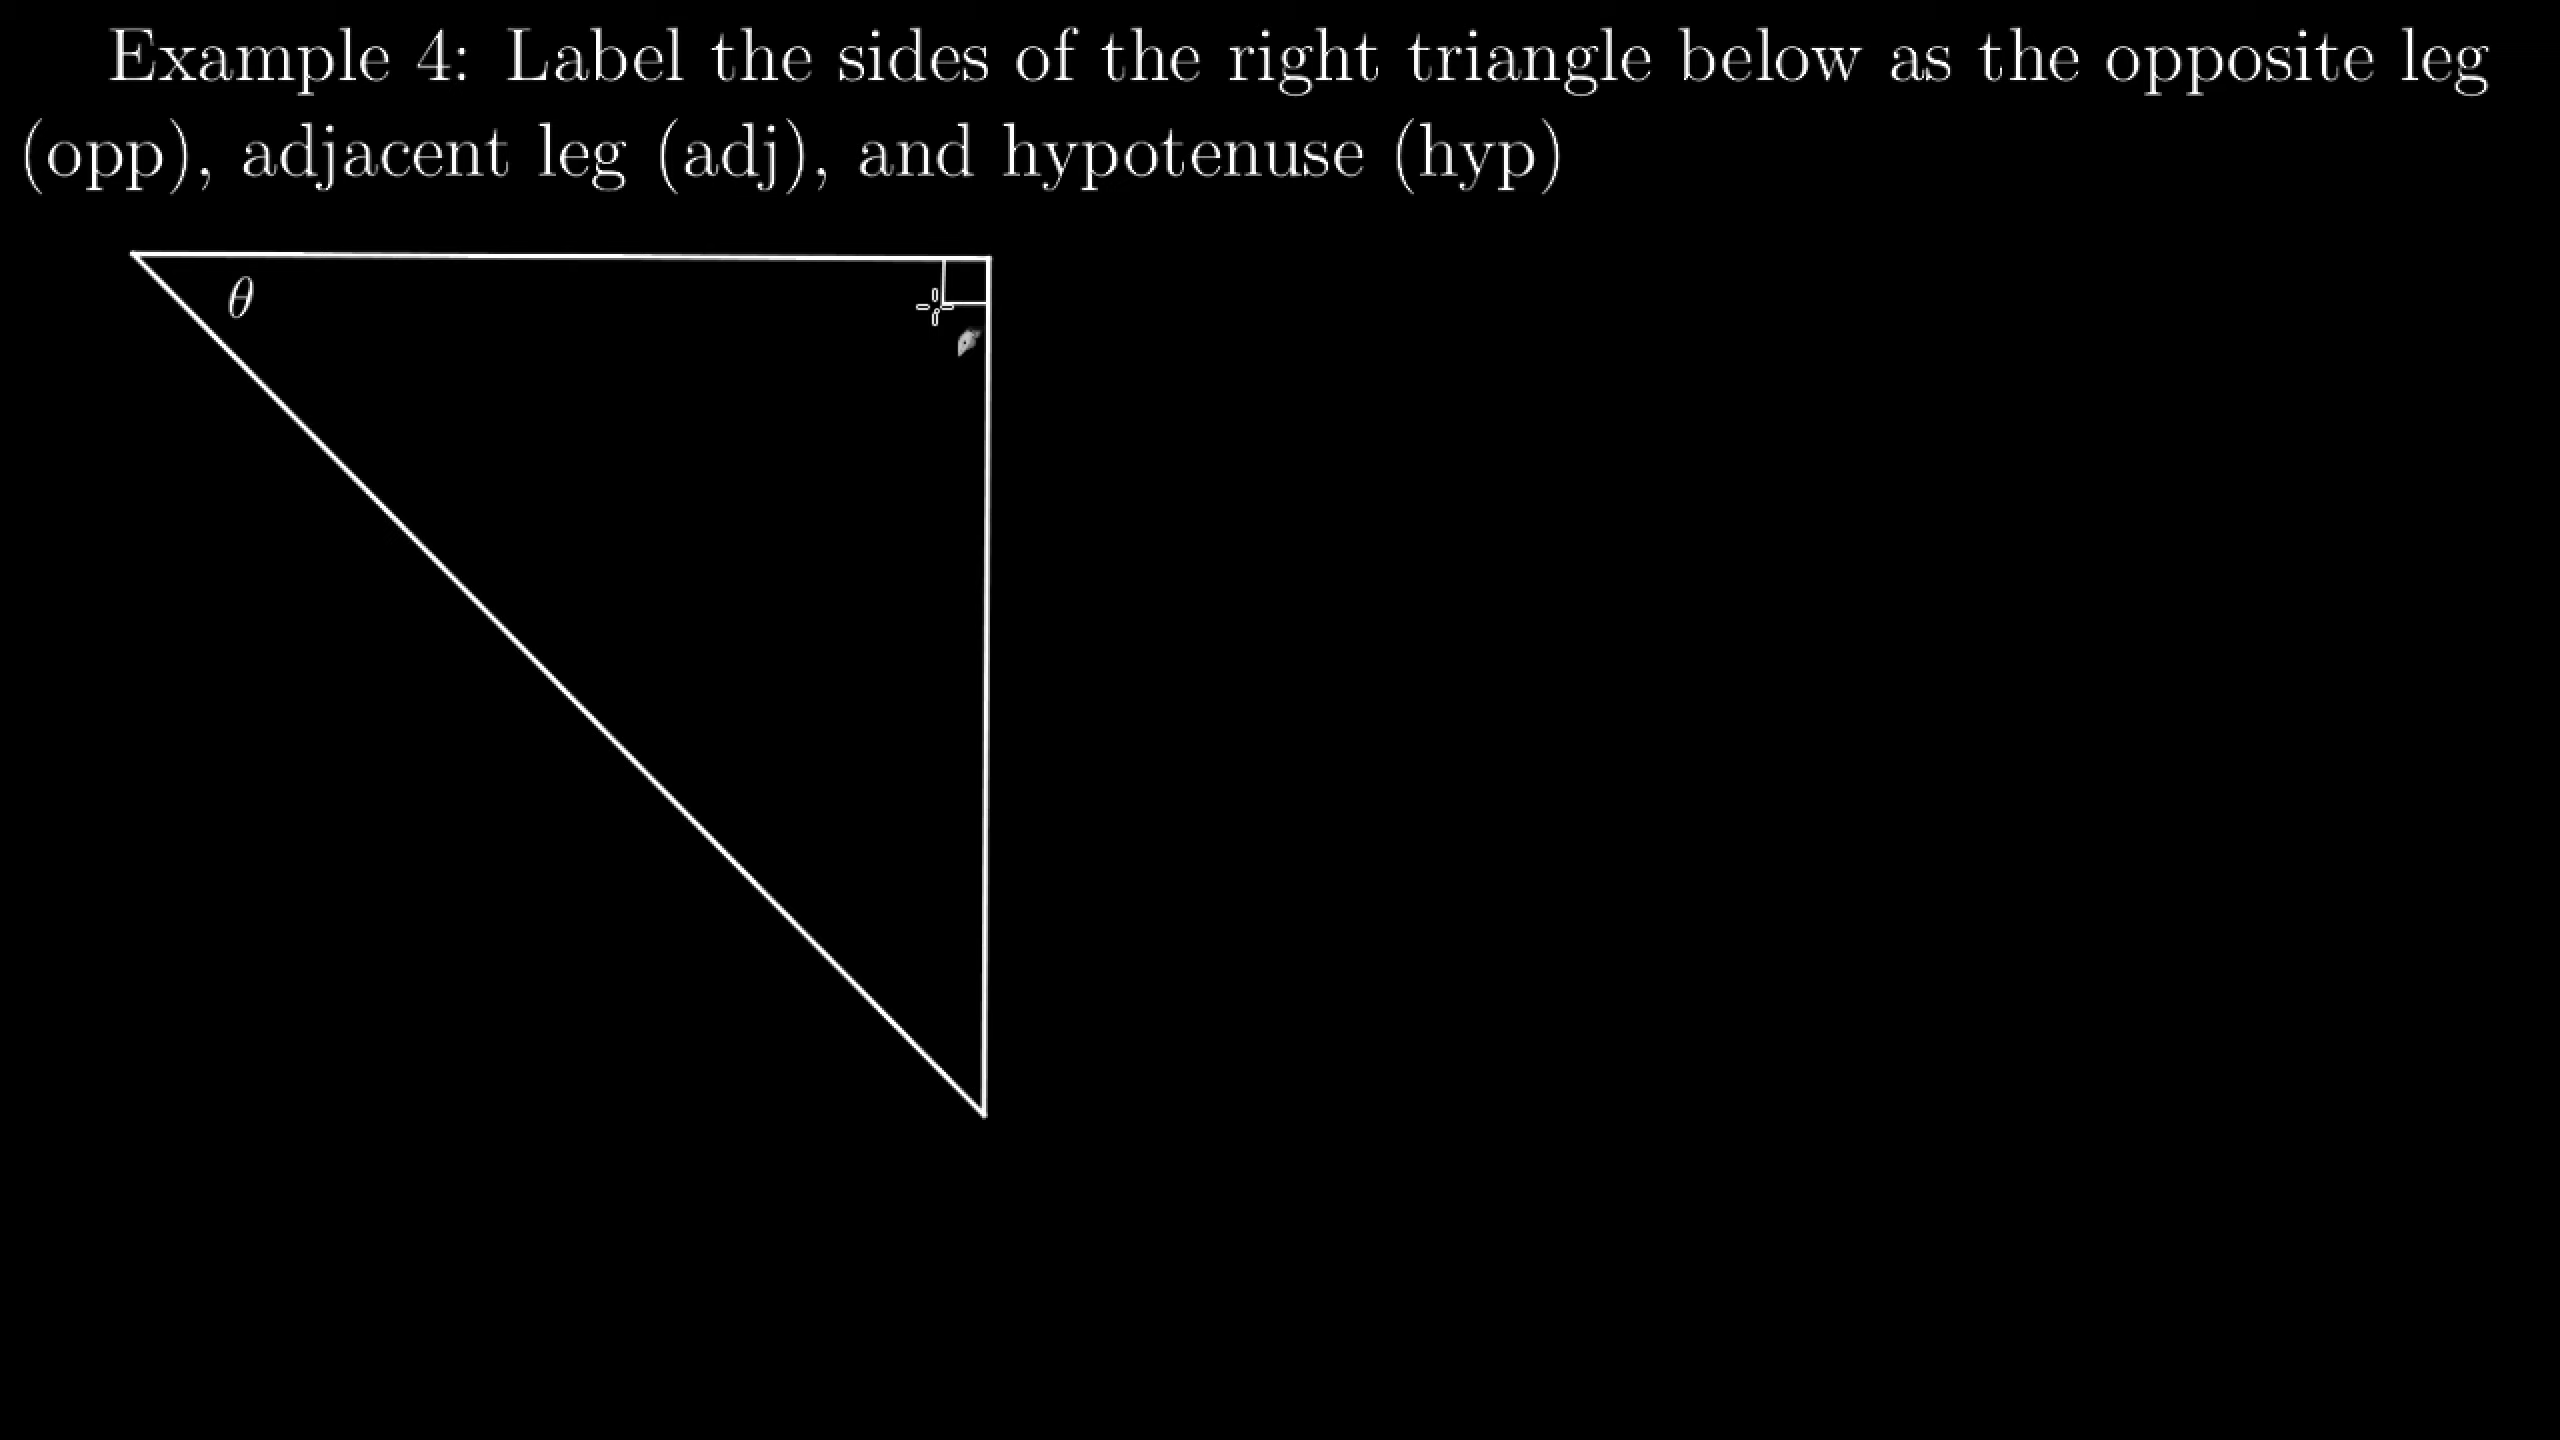 Example 4: Label the sides of the right triangle below as the opposite leg
(opp), adjacent leg (adj), and hypotenuse (hyp)
θ